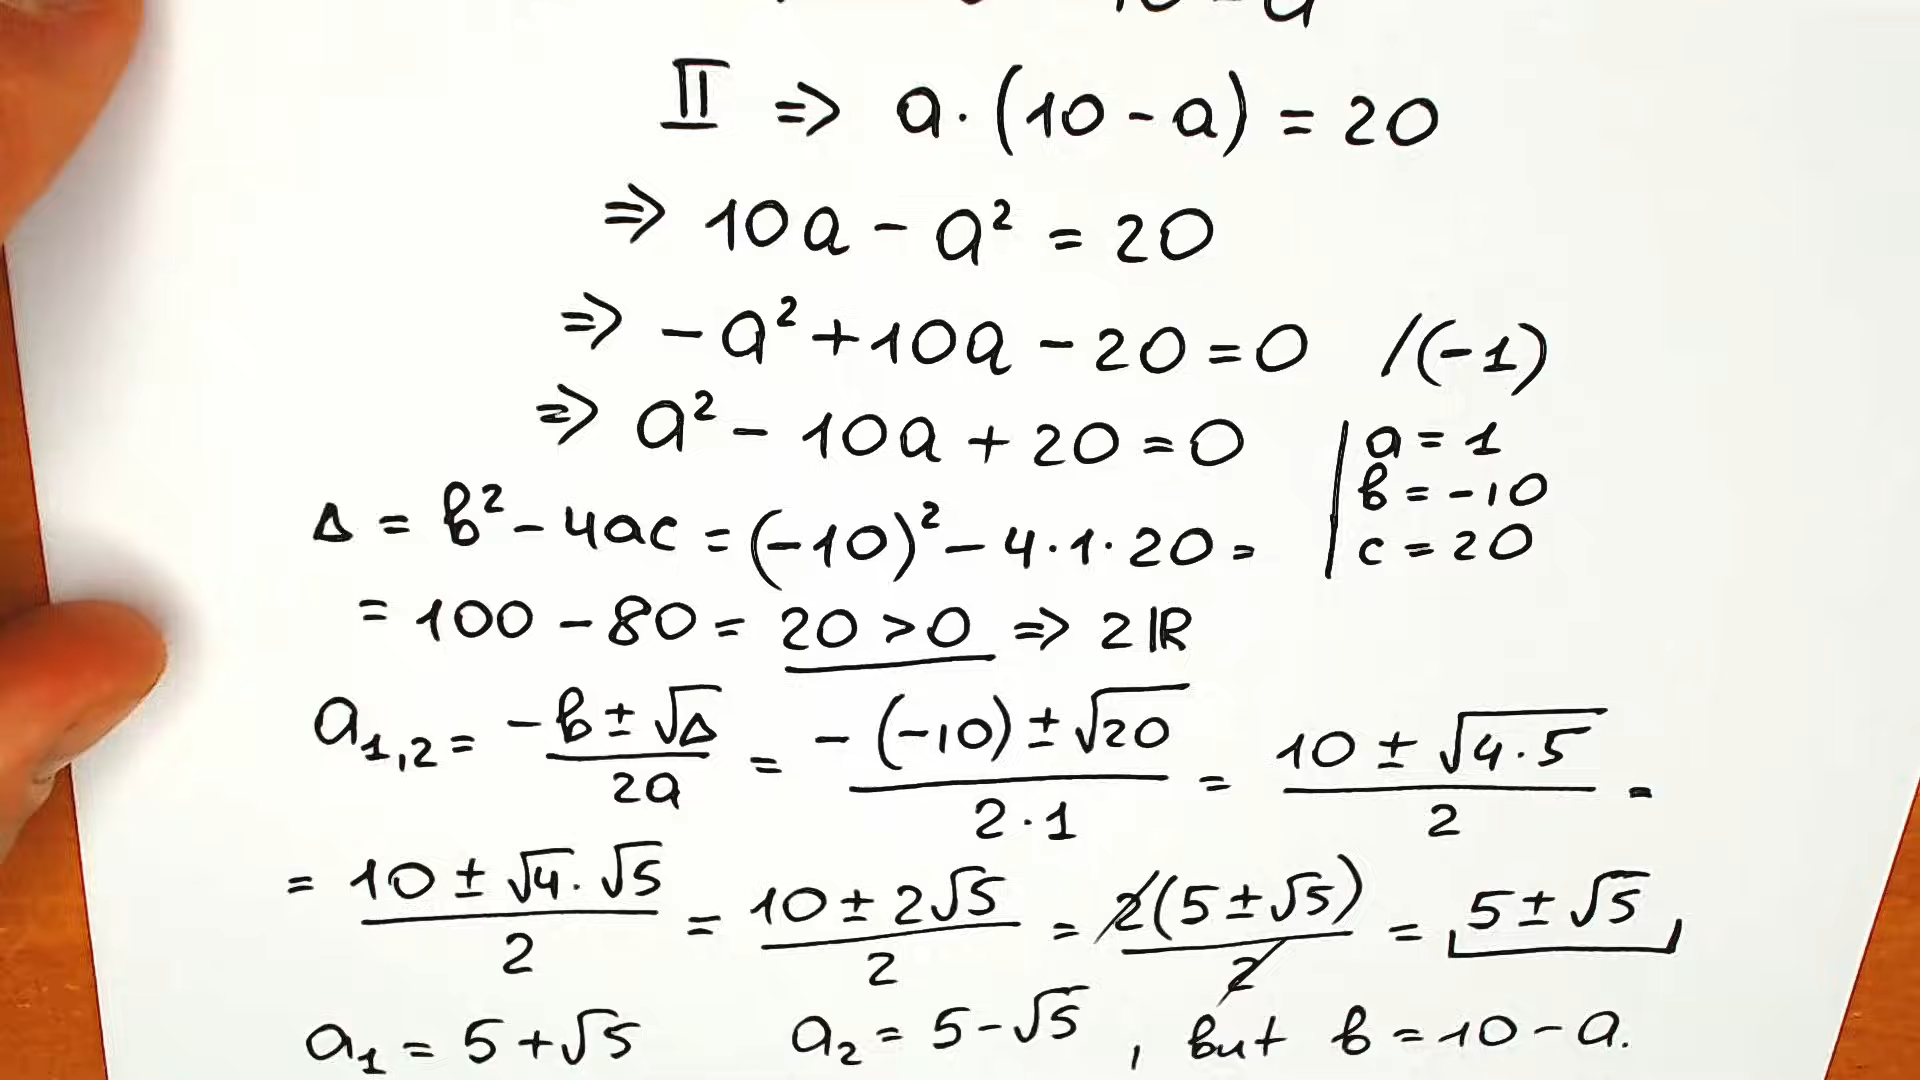 10 - a
II => a · (10 - a) = 20
=> 10a - a² = 20
=> -a² + 10a - 20 = 0 /(-1)
=> a² - 10a + 20 = 0 | a = 1
b = -10
c = 20
Δ = b² - 4ac = (-10)² - 4 · 1 · 20 =
= 100 - 80 = 20 > 0 => 2 ℝ
a₁,₂ = (-b ± √Δ)/(2a) = (-(-10) ± √20)/(2 · 1) = (10 ± √(4 · 5))/2 =
= (10 ± √4 · √5)/2 = (10 ± 2√5)/2 = 2(5 ± √5)/2 = 5 ± √5
a₁ = 5 + √5 a₂ = 5 - √5 , but b = 10 - a.